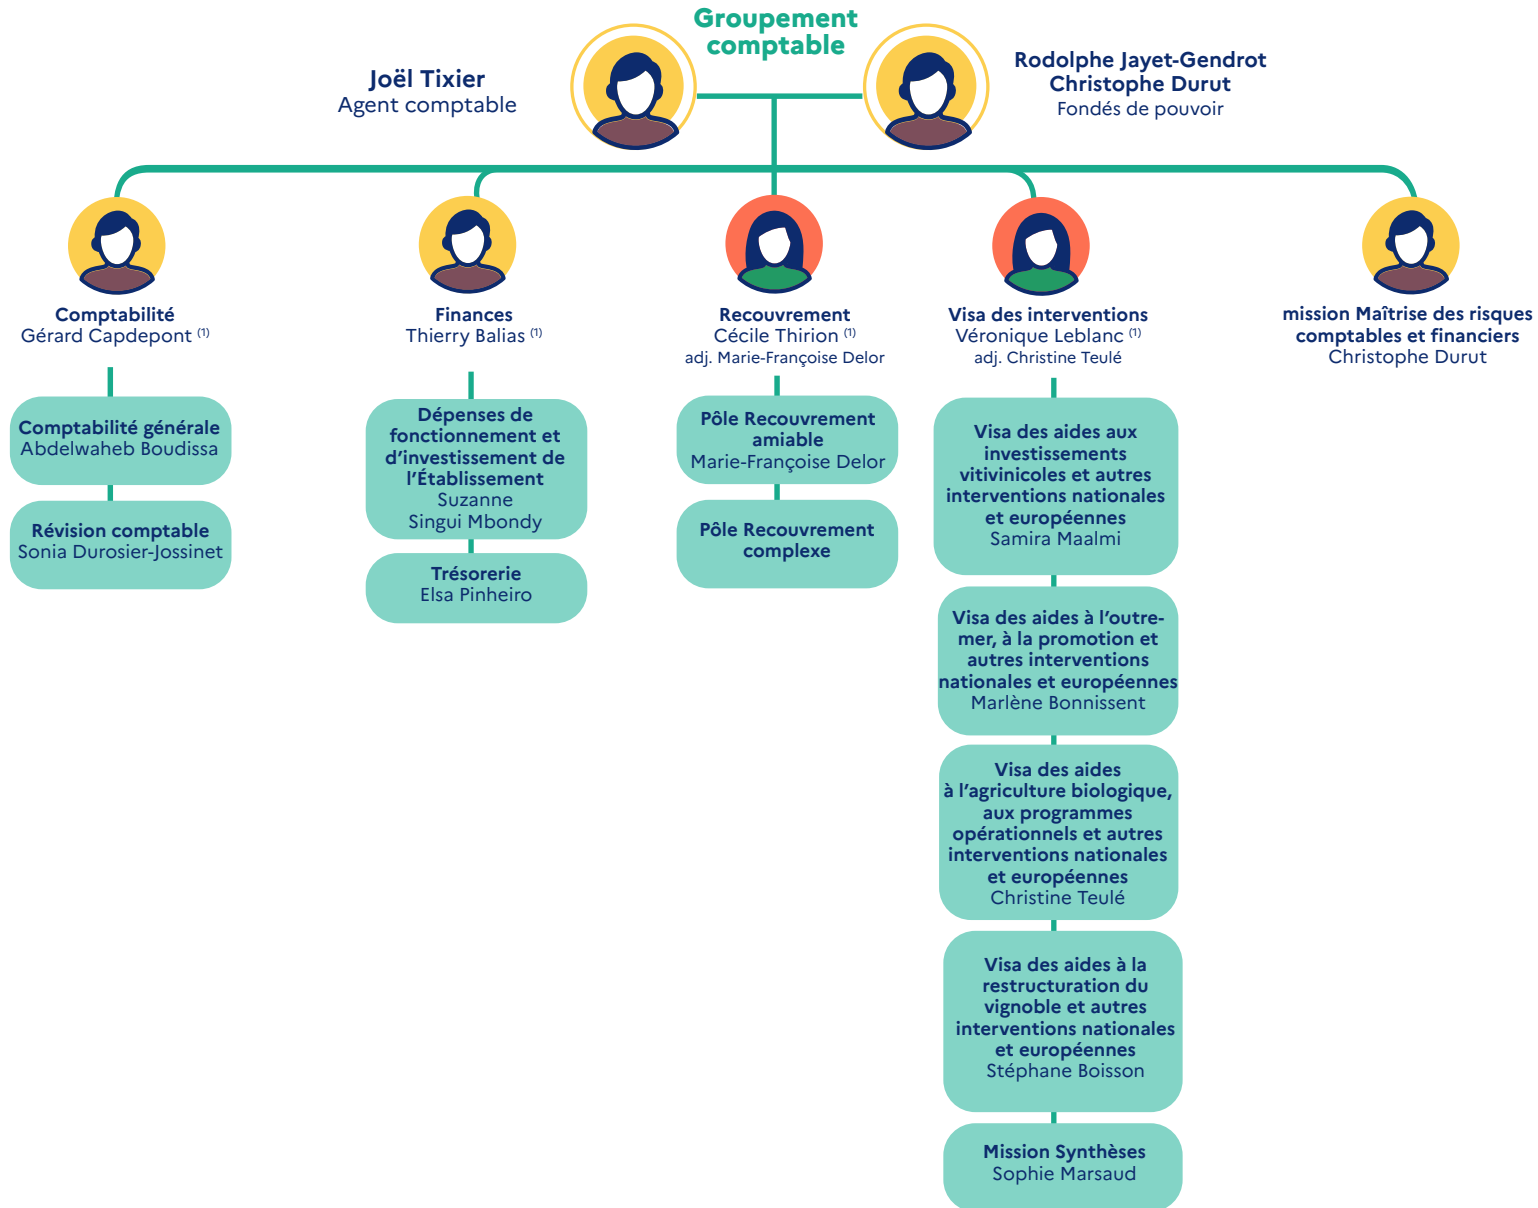 Groupement
comptable
Joël Tixier
Agent comptable
Rodolphe Jayet-Gendrot
Christophe Durut
Fondés de pouvoir
Comptabilité
Gérard Capdepont (1)
Comptabilité générale
Abdelwaheb Boudissa
Révision comptable
Sonia Durosier-Jossinet
Finances
Thierry Balias (1)
Dépenses de
fonctionnement et
d’investissement de
l’Établissement
Suzanne
Singui Mbondy
Trésorerie
Elsa Pinheiro
Recouvrement
Cécile Thirion (1)
adj. Marie-Françoise Delor
Pôle Recouvrement
amiable
Marie-Françoise Delor
Pôle Recouvrement
complexe
Visa des interventions
Véronique Leblanc (1)
adj. Christine Teulé
Visa des aides aux
investissements
vitivinicoles et autres
interventions nationales
et européennes
Samira Maalmi
Visa des aides à l’outre-
mer, à la promotion et
autres interventions
nationales et européennes
Marlène Bonnissent
Visa des aides
à l’agriculture biologique,
aux programmes
opérationnels et autres
interventions nationales
et européennes
Christine Teulé
Visa des aides à la
restructuration du
vignoble et autres
interventions nationales
et européennes
Stéphane Boisson
Mission Synthèses
Sophie Marsaud
mission Maîtrise des risques
comptables et financiers
Christophe Durut